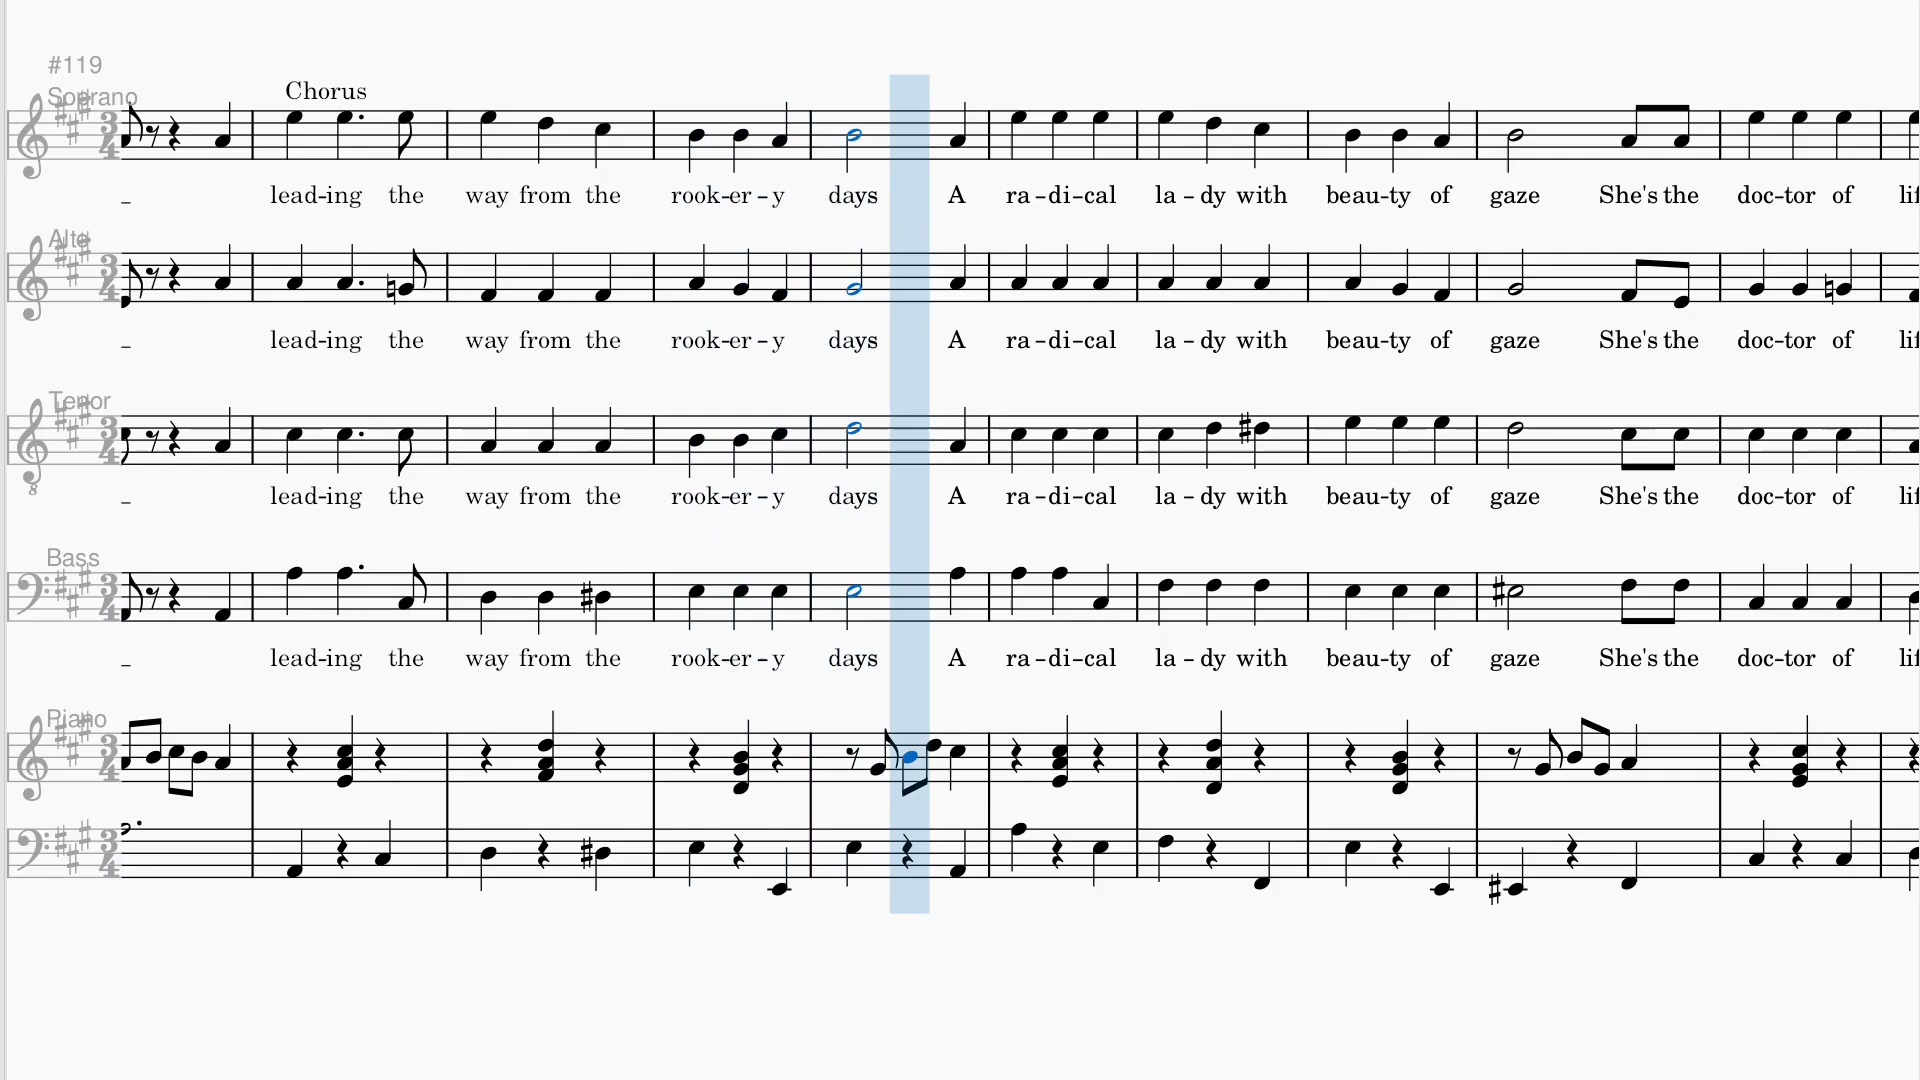 #119
Soprano
Chorus
lead-ing the way from the rook-er-y days A ra-di-cal la-dy with beau-ty of gaze She's the doc-tor of
Alto
lead-ing the way from the rook-er-y days A ra-di-cal la-dy with beau-ty of gaze She's the doc-tor of
Tenor
8
lead-ing the way from the rook-er-y days A ra-di-cal la-dy with beau-ty of gaze She's the doc-tor of
Bass
lead-ing the way from the rook-er-y days A ra-di-cal la-dy with beau-ty of gaze She's the doc-tor of
Piano